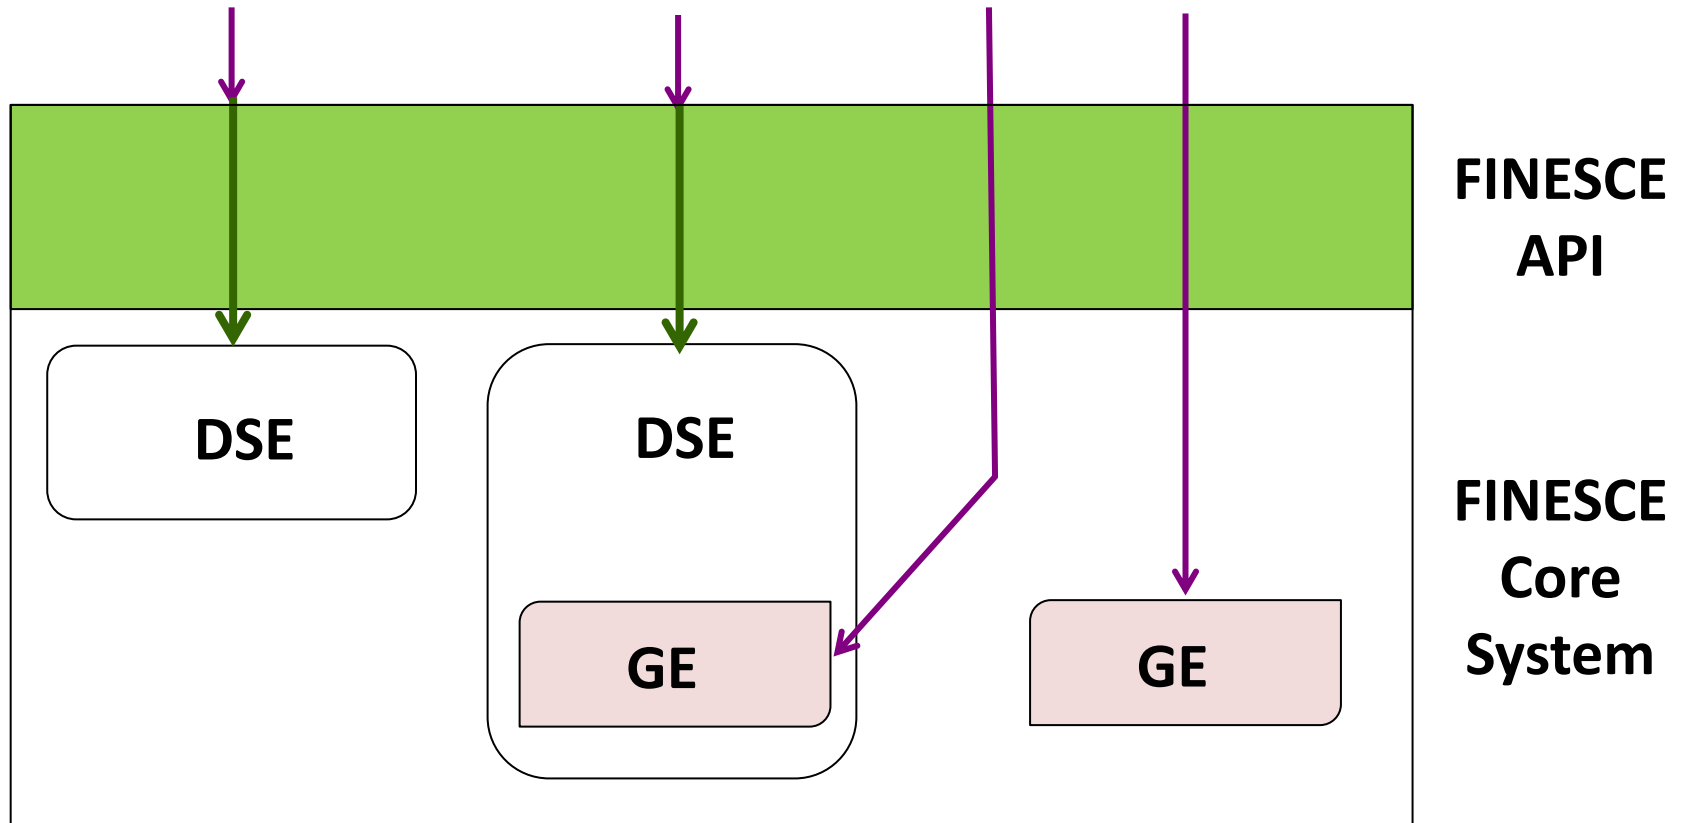 FINESCE
API
DSE
DSE
FINESCE
Core
System
GE
GE